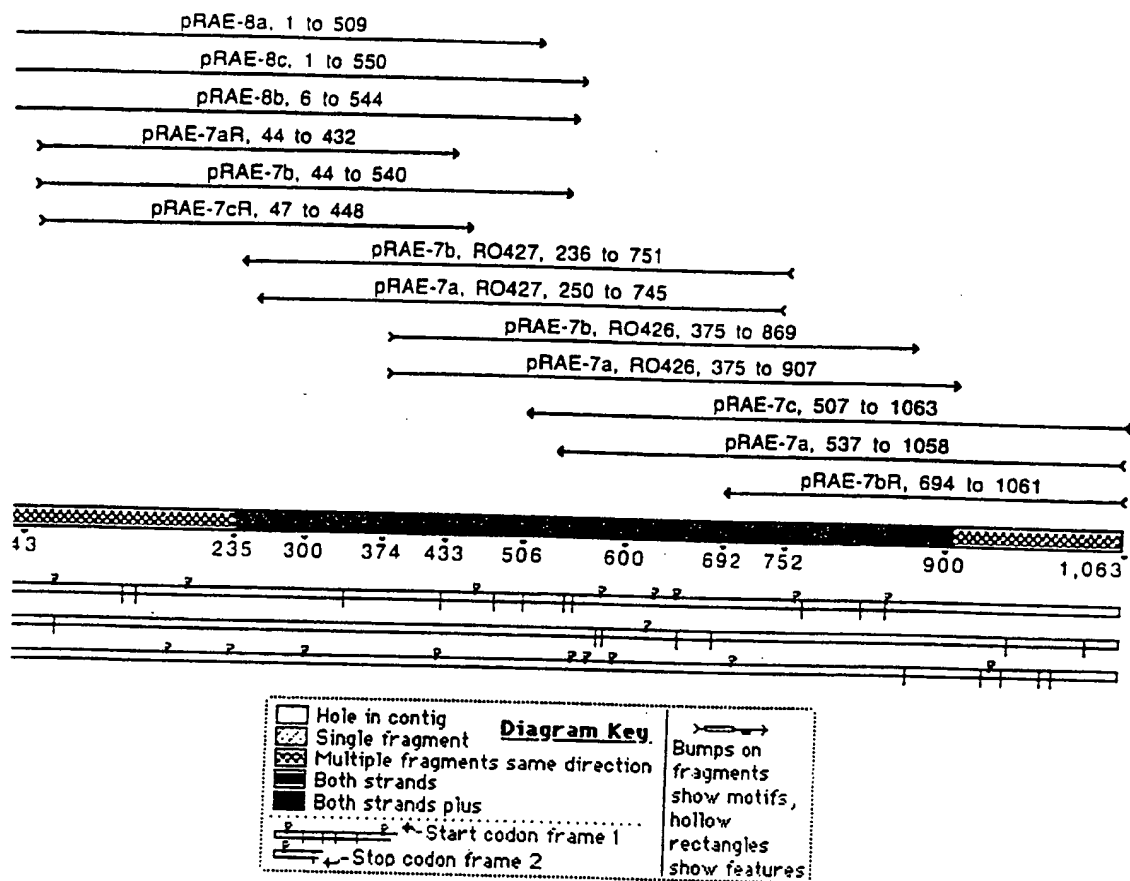 pRAE-8a, 1 to 509
pRAE-8c, 1 to 550
pRAE-8b, 6 to 544
pRAE-7aR, 44 to 432
pRAE-7b, 44 to 540
pRAE-7cR, 47 to 448
pRAE-7b, RO427, 236 to 751
pRAE-7a, RO427, 250 to 745
pRAE-7b, RO426, 375 to 869
pRAE-7a, RO426, 375 to 907
pRAE-7c, 507 to 1063
pRAE-7a, 537 to 1058
pRAE-7bR, 694 to 1061
43 235 300 374 433 506 600 692 752 900 1,063
Diagram Key
Hole in contig
Single fragment
Multiple fragments same direction
Both strands
Both strands plus
Start codon frame 1
Stop codon frame 2
Bumps on
fragments
show motifs,
hollow
rectangles
show features